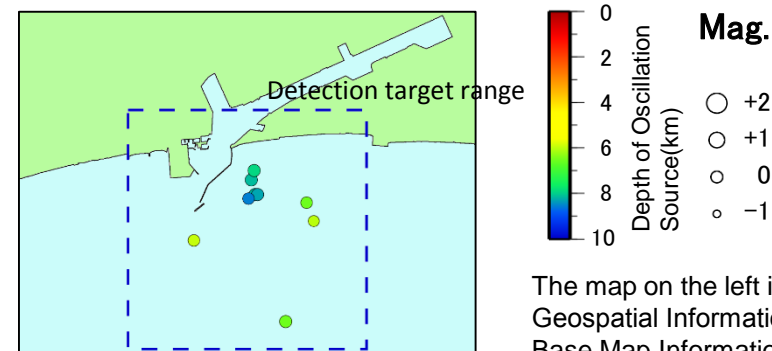 Detection target range
0
2
4
6
8
10
Depth of Oscillation
Source(km)
Mag.
+2
+1
0
−1
The map on the left i
Geospatial Informatio
Base Map Information